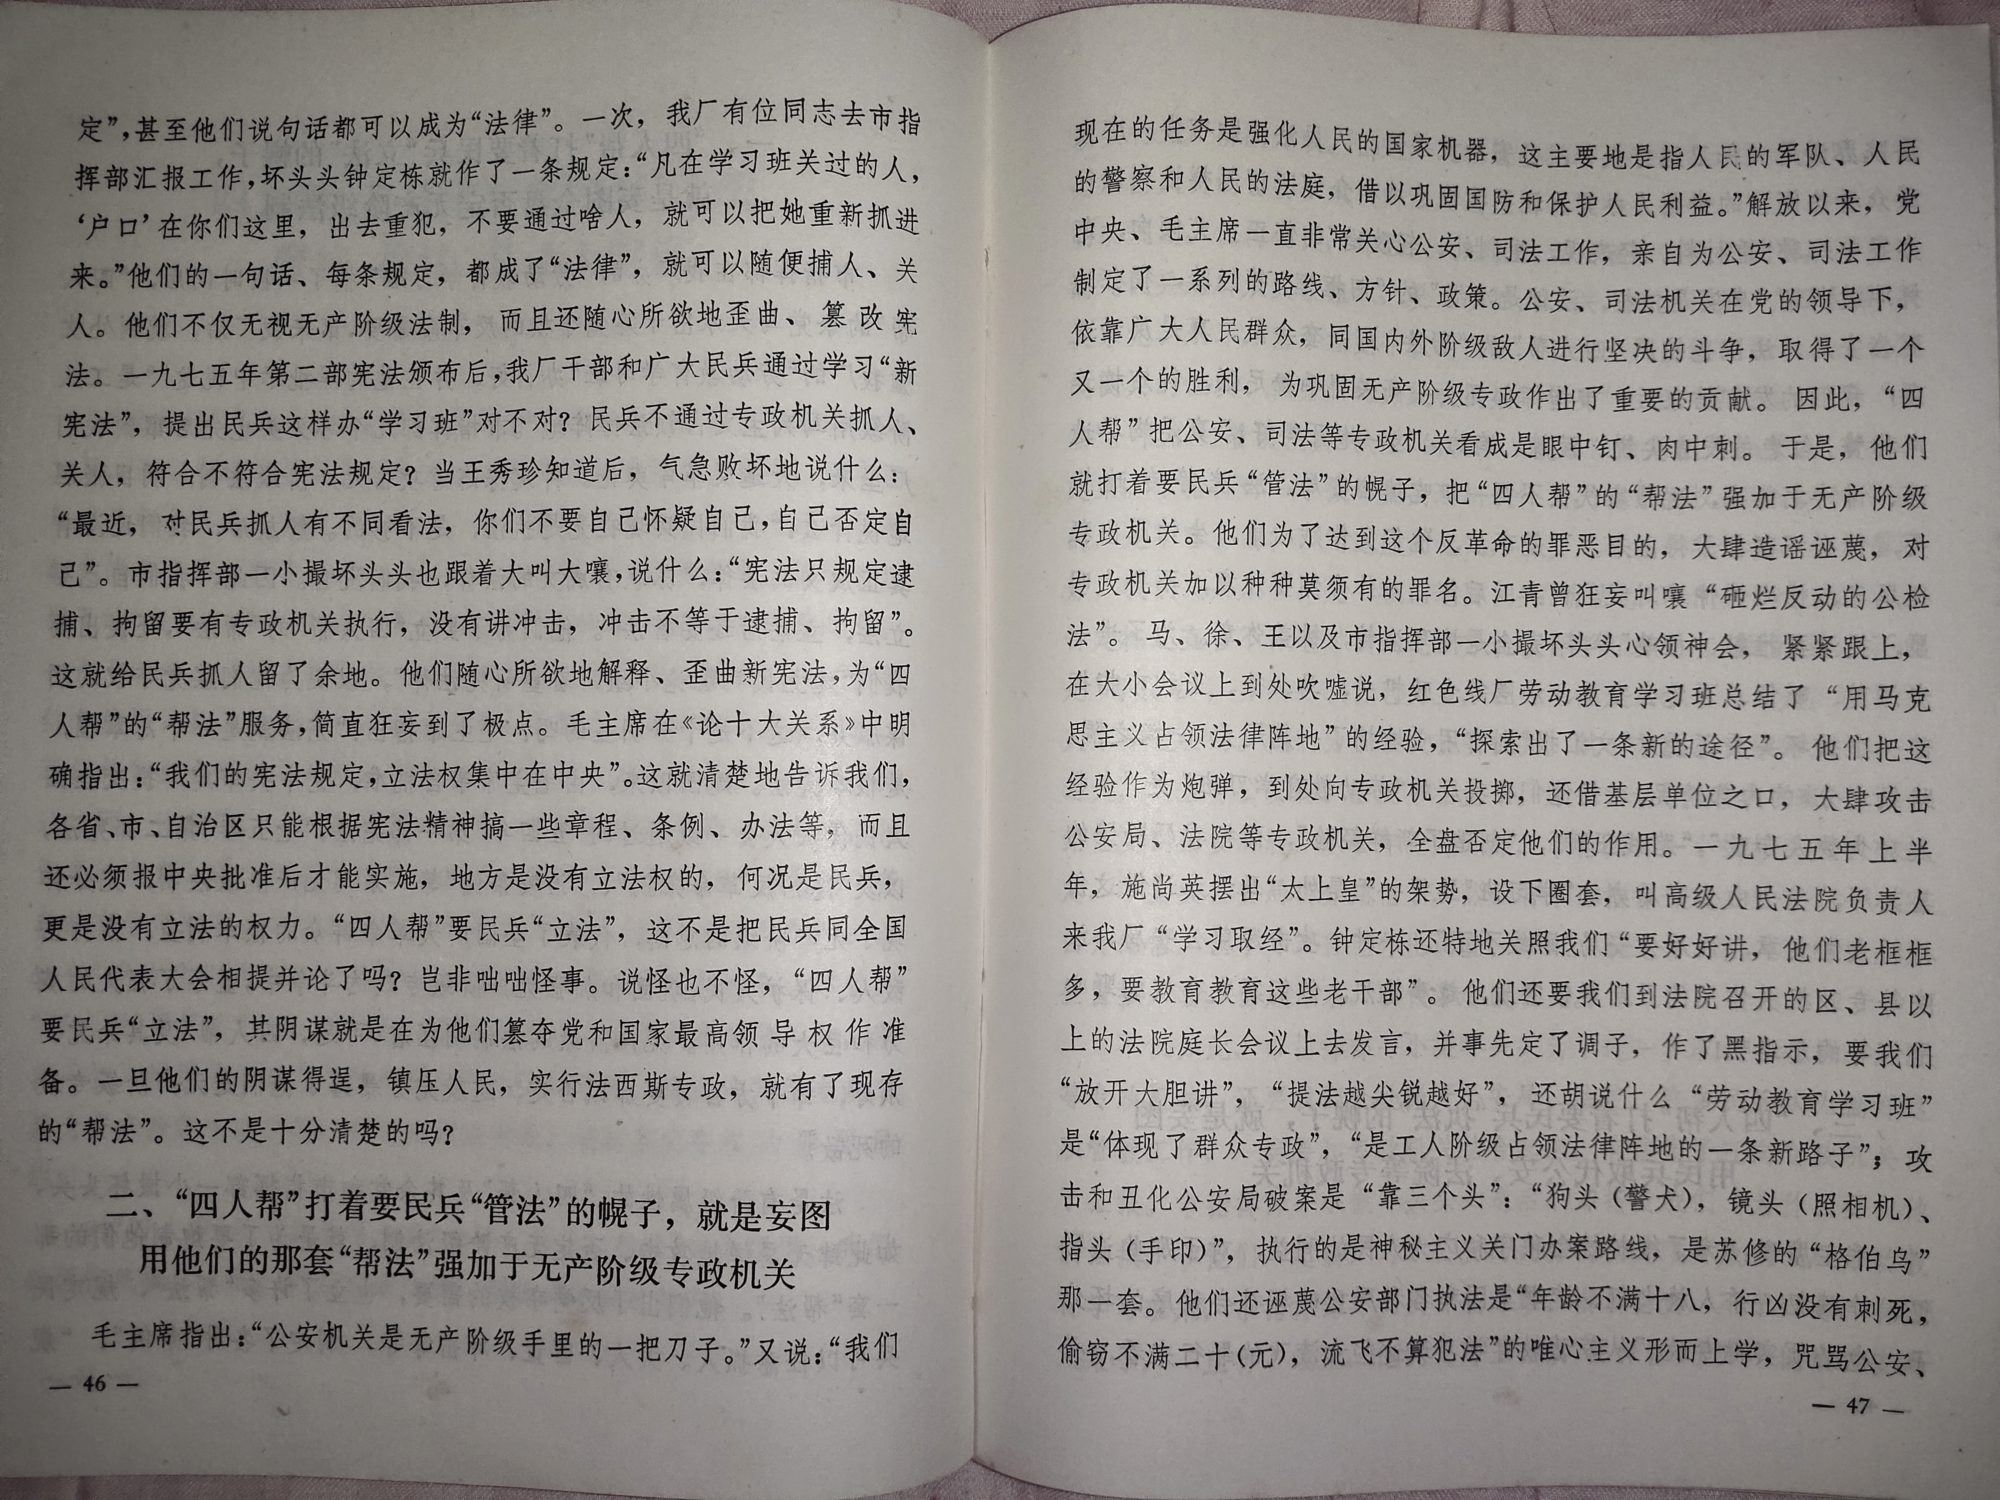 定”，甚至他们说句话都可以成为“法律”。一次，我厂有位同志去市指
挥部汇报工作，坏头头钟定栋就作了一条规定：“凡在学习班关过的人，
‘户口’在你们这里，出去重犯，不要通过啥人，就可以把她重新抓进
来。”他们的一句话、每条规定，都成了“法律”，就可以随便捕人、关
人。他们不仅无视无产阶级法制，而且还随心所欲地歪曲、篡改宪
法。一九七五年第二部宪法颁布后，我厂干部和广大民兵通过学习“新
宪法”，提出民兵这样办“学习班”对不对？民兵不通过专政机关抓人、
关人，符合不符合宪法规定？当王秀珍知道后，气急败坏地说什么：
“最近，对民兵抓人有不同看法，你们不要自己怀疑自己，自己否定自
己”。市指挥部一小撮坏头头也跟着大叫大嚷，说什么：“宪法只规定逮
捕、拘留要有专政机关执行，没有讲冲击，冲击不等于逮捕、拘留”。
这就给民兵抓人留了余地。他们随心所欲地解释、歪曲新宪法，为“四
人帮”的“帮法”服务，简直狂妄到了极点。毛主席在《论十大关系》中明
确指出：“我们的宪法规定，立法权集中在中央”。这就清楚地告诉我们，
各省、市、自治区只能根据宪法精神搞一些章程、条例、办法等，而且
还必须报中央批准后才能实施，地方是没有立法权的，何况是民兵，
更是没有立法的权力。“四人帮”要民兵“立法”，这不是把民兵同全国
人民代表大会相提并论了吗？岂非咄咄怪事。说怪也不怪，“四人帮”
要民兵“立法”，其阴谋就是在为他们篡夺党和国家最高领导权作准
备。一旦他们的阴谋得逞，镇压人民，实行法西斯专政，就有了现存
的“帮法”。这不是十分清楚的吗？
二、“四人帮”打着要民兵“管法”的幌子，就是妄图
用他们的那套“帮法”强加于无产阶级专政机关
毛主席指出：“公安机关是无产阶级手里的一把刀子。”又说：“我们
— 46 —
现在的任务是强化人民的国家机器，这主要地是指人民的军队、人民
的警察和人民的法庭，借以巩固国防和保护人民利益。”解放以来，党
中央、毛主席一直非常关心公安、司法工作，亲自为公安、司法工作
制定了一系列的路线、方针、政策。公安、司法机关在党的领导下，
依靠广大人民群众，同国内外阶级敌人进行坚决的斗争，取得了一个
又一个的胜利，为巩固无产阶级专政作出了重要的贡献。因此，“四
人帮”把公安、司法等专政机关看成是眼中钉、肉中刺。于是，他们
就打着要民兵“管法”的幌子，把“四人帮”的“帮法”强加于无产阶级
专政机关。他们为了达到这个反革命的罪恶目的，大肆造谣诬蔑，对
专政机关加以种种莫须有的罪名。江青曾狂妄叫嚷“砸烂反动的公检
法”。马、徐、王以及市指挥部一小撮坏头头心领神会，紧紧跟上，
在大小会议上到处吹嘘说，红色线厂劳动教育学习班总结了“用马克
思主义占领法律阵地”的经验，“探索出了一条新的途径”。他们把这
经验作为炮弹，到处向专政机关投掷，还借基层单位之口，大肆攻击
公安局、法院等专政机关，全盘否定他们的作用。一九七五年上半
年，施尚英摆出“太上皇”的架势，设下圈套，叫高级人民法院负责人
来我厂“学习取经”。钟定栋还特地关照我们“要好好讲，他们老框框
多，要教育教育这些老干部”。他们还要我们到法院召开的区、县以
上的法院庭长会议上去发言，并事先定了调子，作了黑指示，要我们
“放开大胆讲”，“提法越尖锐越好”，还胡说什么“劳动教育学习班”
是“体现了群众专政”，“是工人阶级占领法律阵地的一条新路子”；攻
击和丑化公安局破案是“靠三个头”：“狗头（警犬），镜头（照相机）、
指头（手印）”，执行的是神秘主义关门办案路线，是苏修的“格伯乌”
那一套。他们还诬蔑公安部门执法是“年龄不满十八，行凶没有刺死，
偷窃不满二十（元），流飞不算犯法”的唯心主义形而上学，咒骂公安、
— 47 —